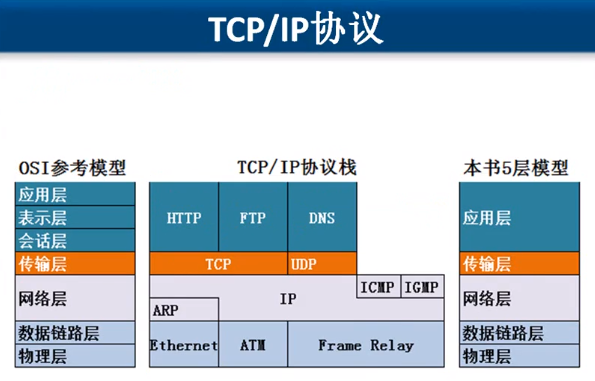 TCP/IP协议
OSI参考模型
应用层
表示层
会话层
传输层
网络层
数据链路层
物理层
TCP/IP协议栈
HTTP FTP DNS
TCP UDP
ICMP IGMP
IP
ARP
Ethernet ATM Frame Relay
本书5层模型
应用层
传输层
网络层
数据链路层
物理层